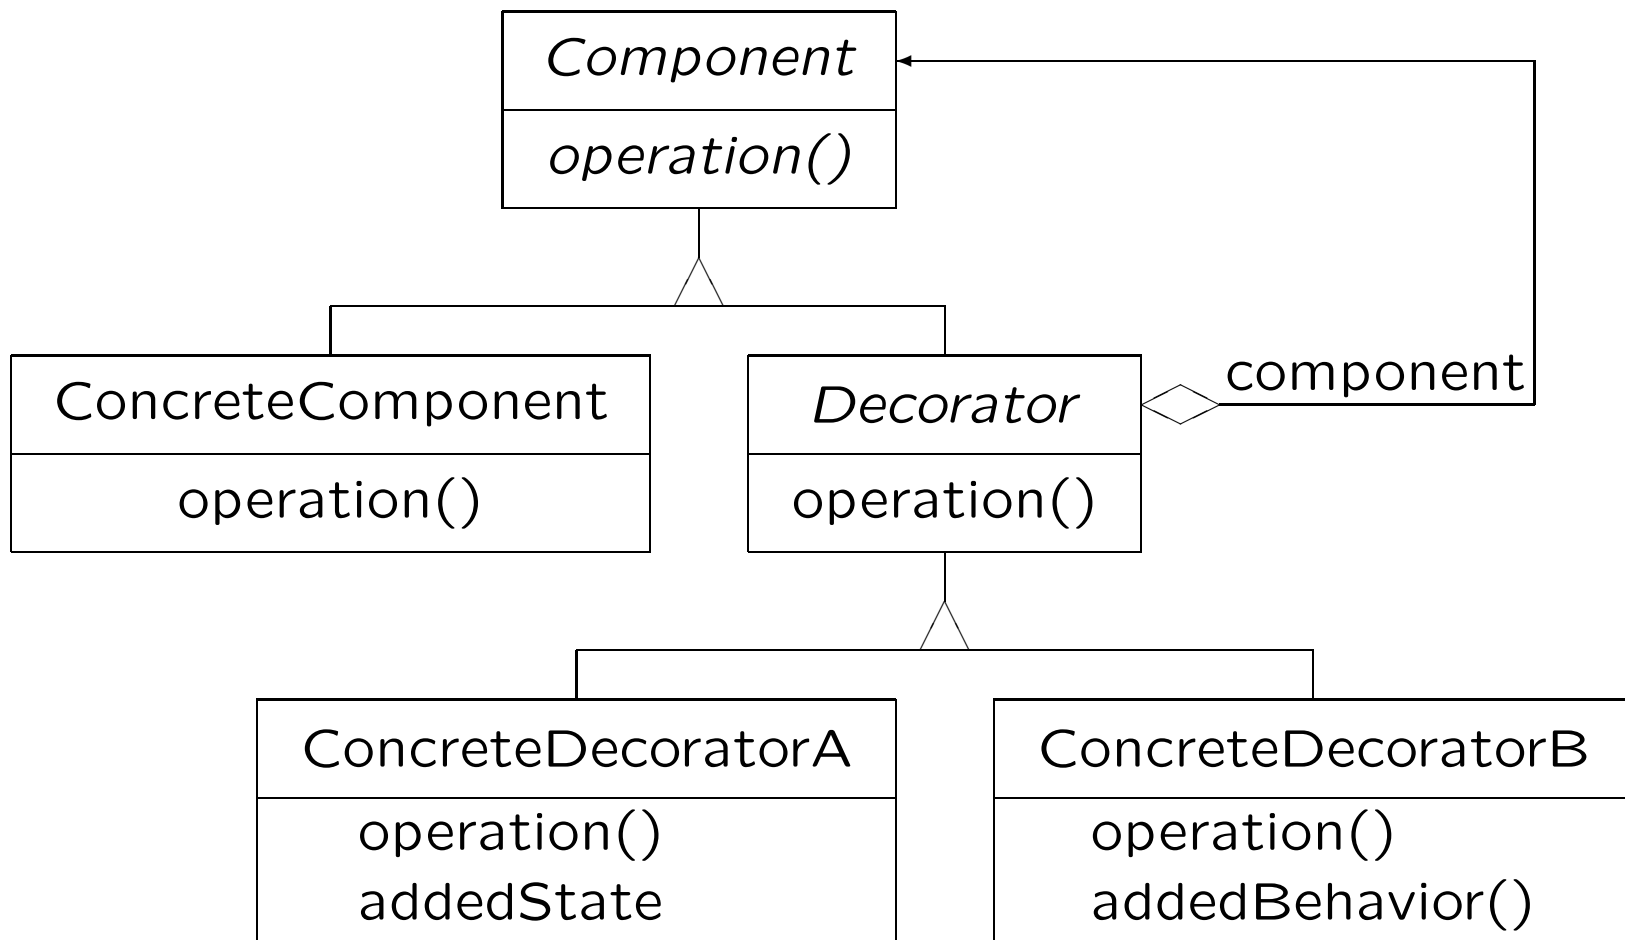 Component
operation()
ConcreteComponent
operation()
Decorator
operation()
component
ConcreteDecoratorA
operation()
addedState
ConcreteDecoratorB
operation()
addedBehavior()